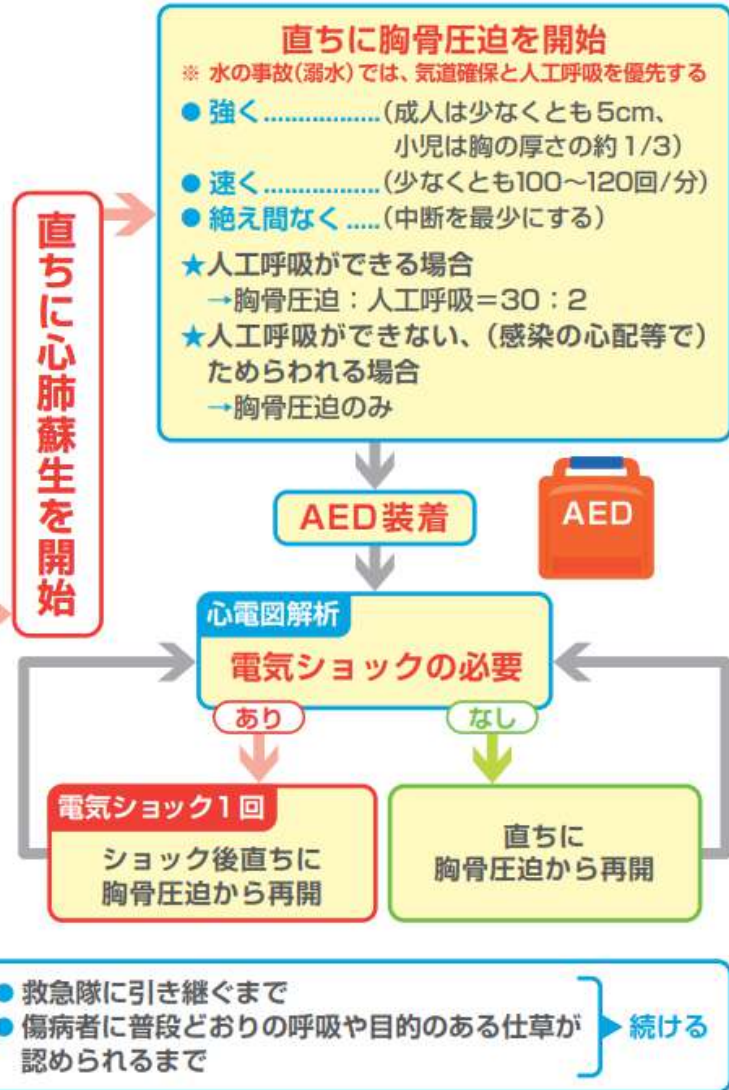 直ちに心肺蘇生を開始
直ちに胸骨圧迫を開始
※ 水の事故(溺水)では、気道確保と人工呼吸を優先する
● 強く................(成人は少なくとも5cm、
小児は胸の厚さの約1/3)
● 速く................(少なくとも100〜120回/分)
● 絶え間なく.....(中断を最少にする)
★人工呼吸ができる場合
→胸骨圧迫：人工呼吸＝30：2
★人工呼吸ができない、(感染の心配等で)
ためらわれる場合
→胸骨圧迫のみ
AED装着
AED
心電図解析
電気ショックの必要
あり
なし
電気ショック1回
ショック後直ちに
胸骨圧迫から再開
直ちに
胸骨圧迫から再開
● 救急隊に引き継ぐまで
● 傷病者に普段どおりの呼吸や目的のある仕草が
認められるまで
続ける